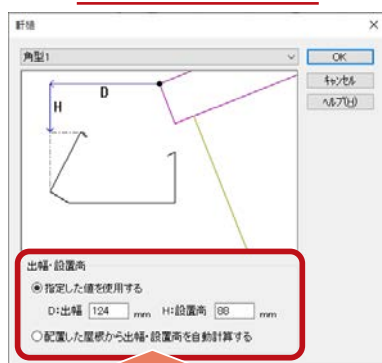 軒樋
角型1
OK
キャンセル
ヘルプ(H)
D
H
出幅・設置高
指定した値を使用する
D:出幅 124 mm H:設置高 88 mm
配置した屋根から出幅・設置高を自動計算する